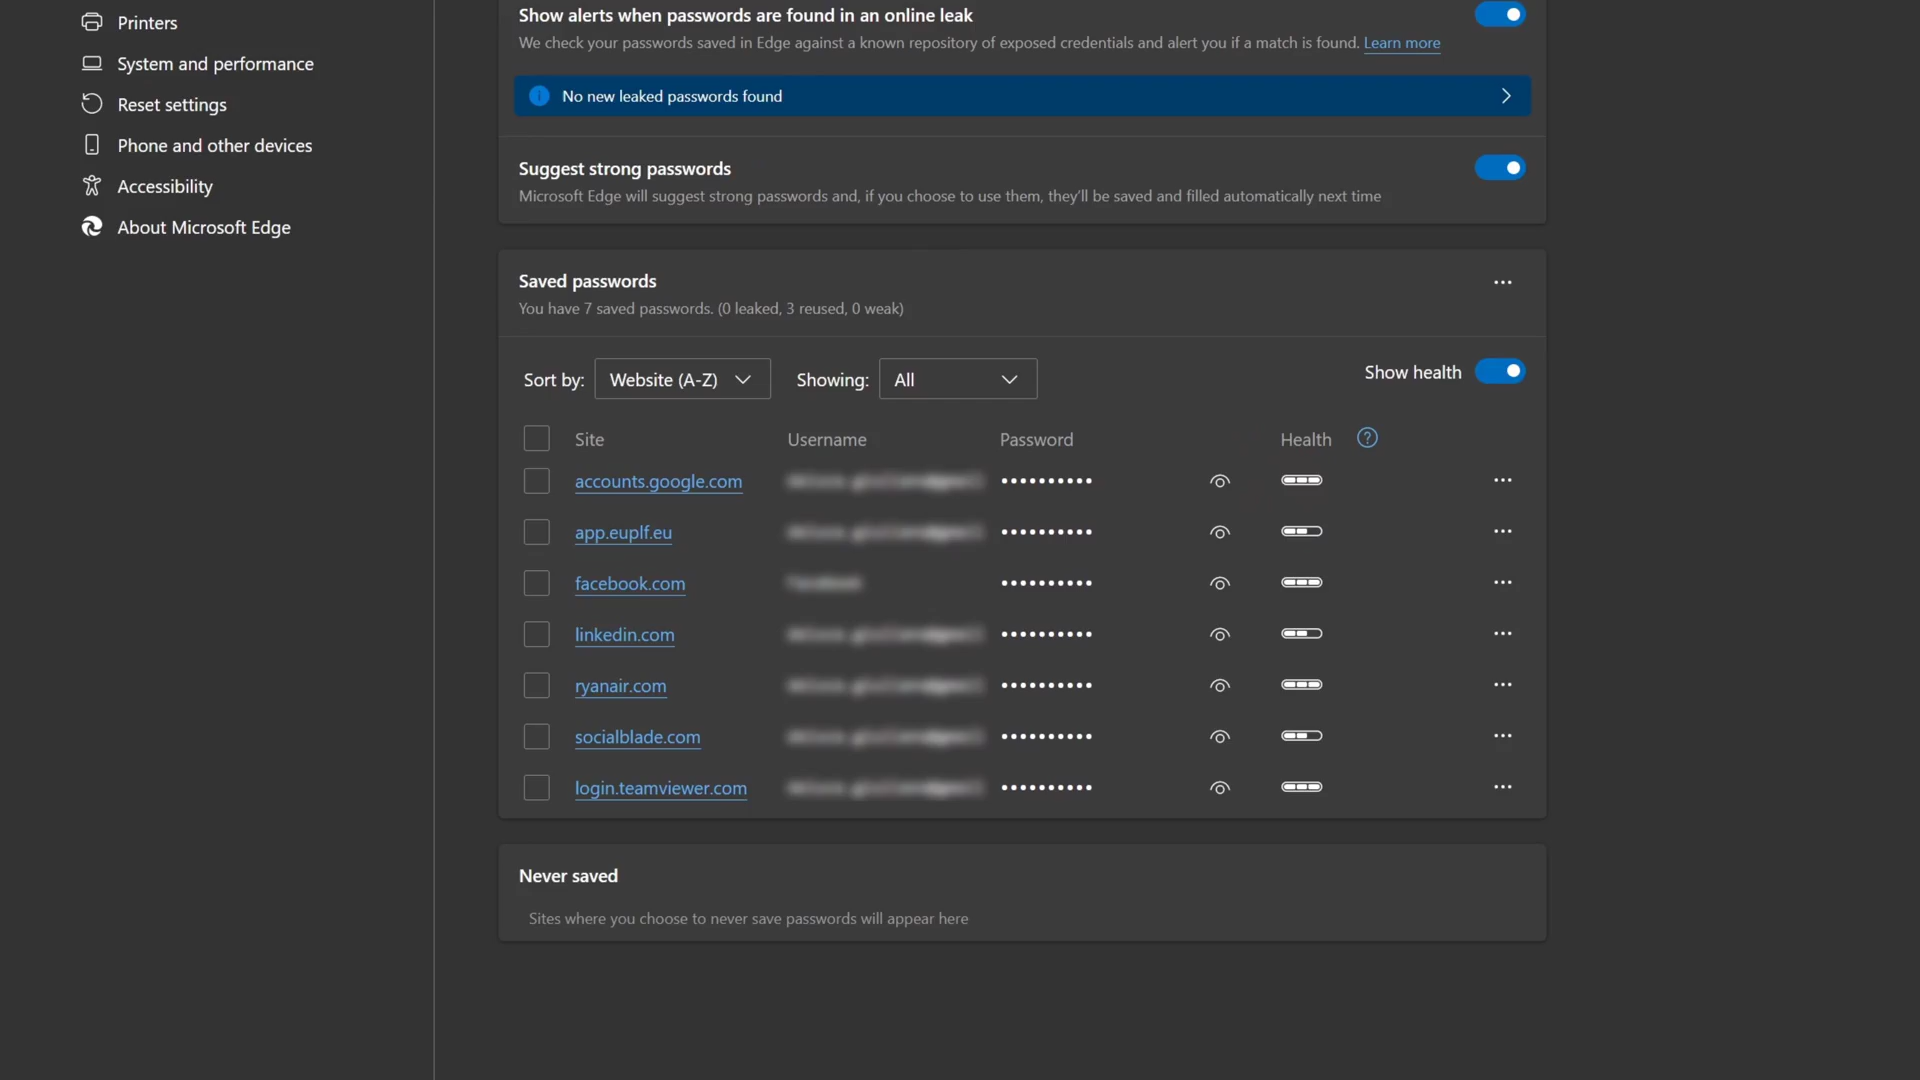 Printers
System and performance
Reset settings
Phone and other devices
Accessibility
About Microsoft Edge
Show alerts when passwords are found in an online leak
We check your passwords saved in Edge against a known repository of exposed credentials and alert you if a match is found. Learn more
No new leaked passwords found
Suggest strong passwords
Microsoft Edge will suggest strong passwords and, if you choose to use them, they'll be saved and filled automatically next time
Saved passwords
You have 7 saved passwords. (0 leaked, 3 reused, 0 weak)
Sort by: Website (A-Z) Showing: All Show health
Site Username Password Health
accounts.google.com ••••••••••
app.euplf.eu ••••••••••
facebook.com ••••••••••
linkedin.com ••••••••••
ryanair.com ••••••••••
socialblade.com ••••••••••
login.teamviewer.com ••••••••••
Never saved
Sites where you choose to never save passwords will appear here